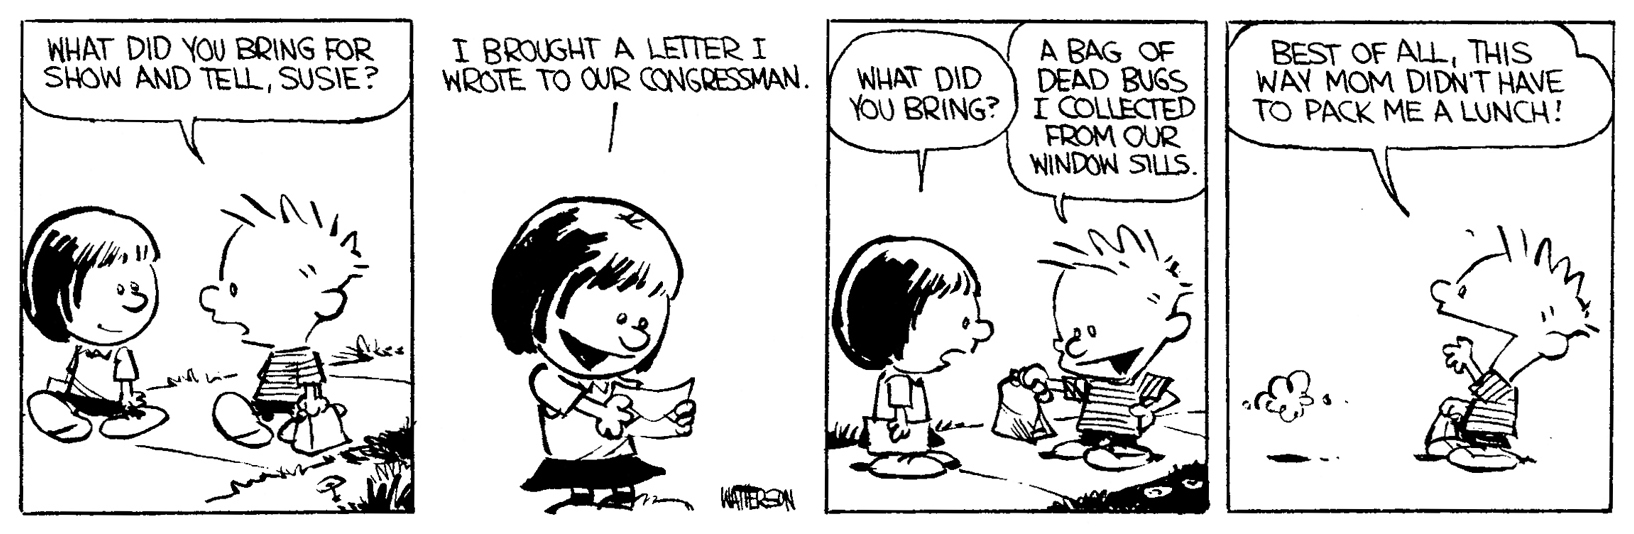 WHAT DID YOU BRING FOR
SHOW AND TELL, SUSIE?
I BROUGHT A LETTER I
WROTE TO OUR CONGRESSMAN.
WATTERSON
WHAT DID
YOU BRING?
A BAG OF
DEAD BUGS
I COLLECTED
FROM OUR
WINDOW SILLS.
BEST OF ALL, THIS
WAY MOM DIDN'T HAVE
TO PACK ME A LUNCH!